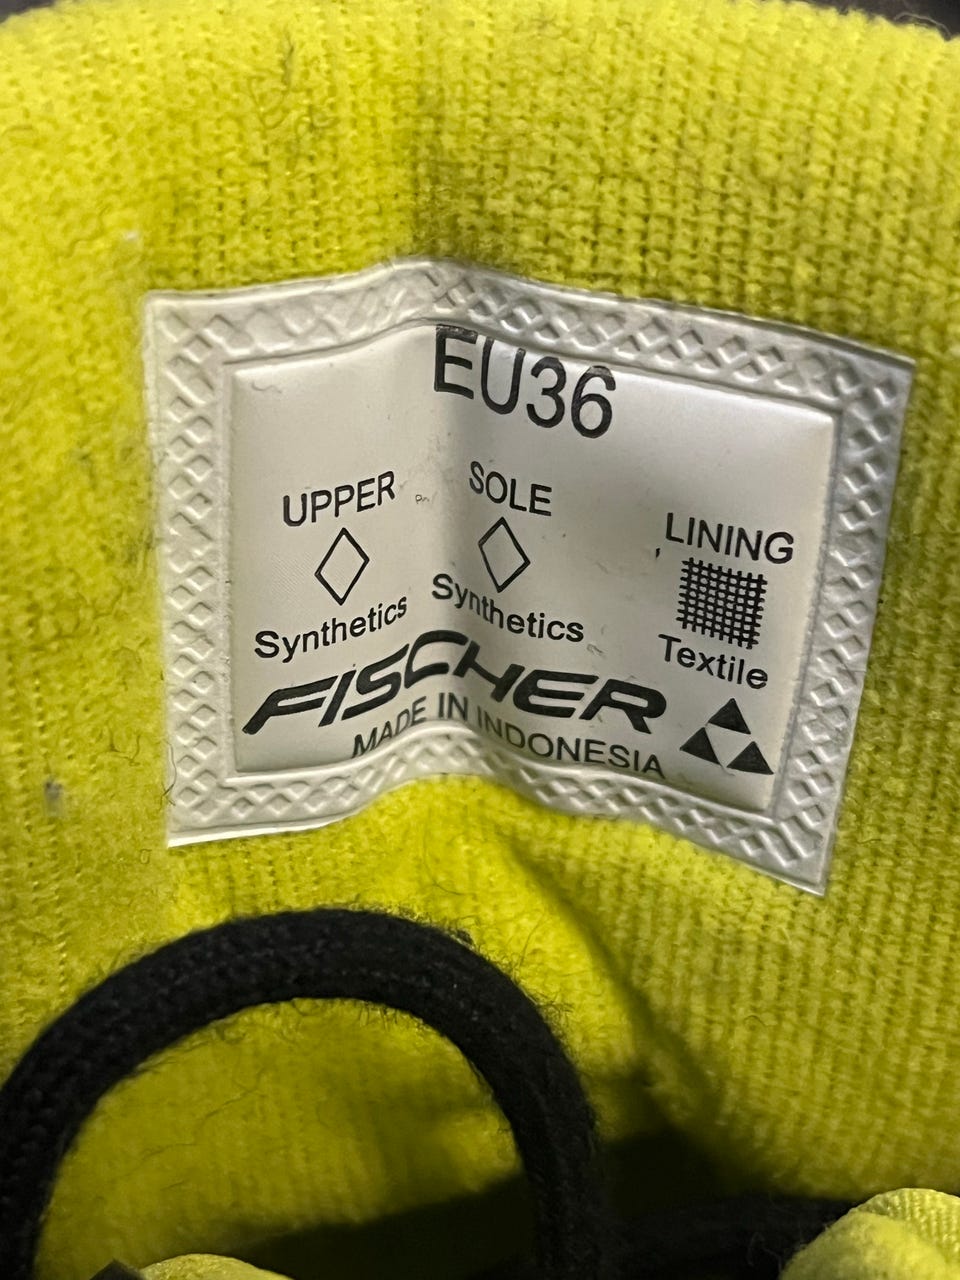 EU36
UPPER SOLE LINING
Synthetics Synthetics Textile
FISCHER
MADE IN INDONESIA